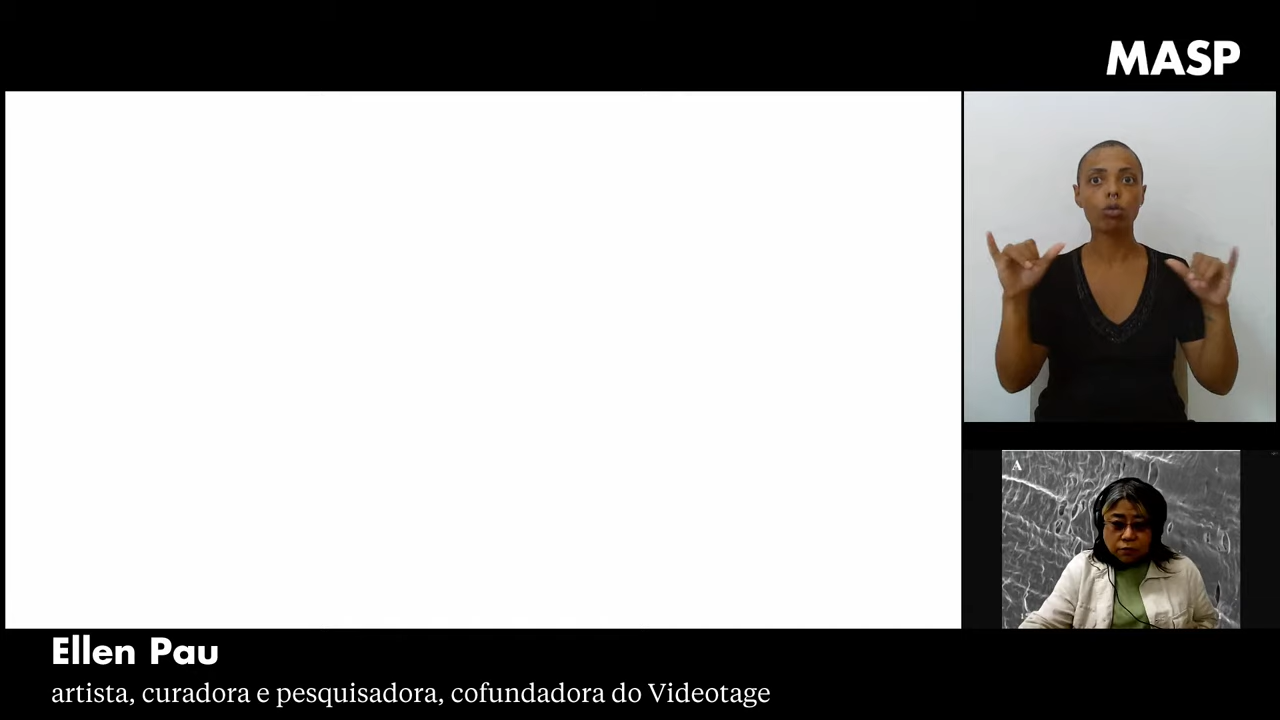 MASP
A
Ellen Pau
artista, curadora e pesquisadora, cofundadora do Videotage